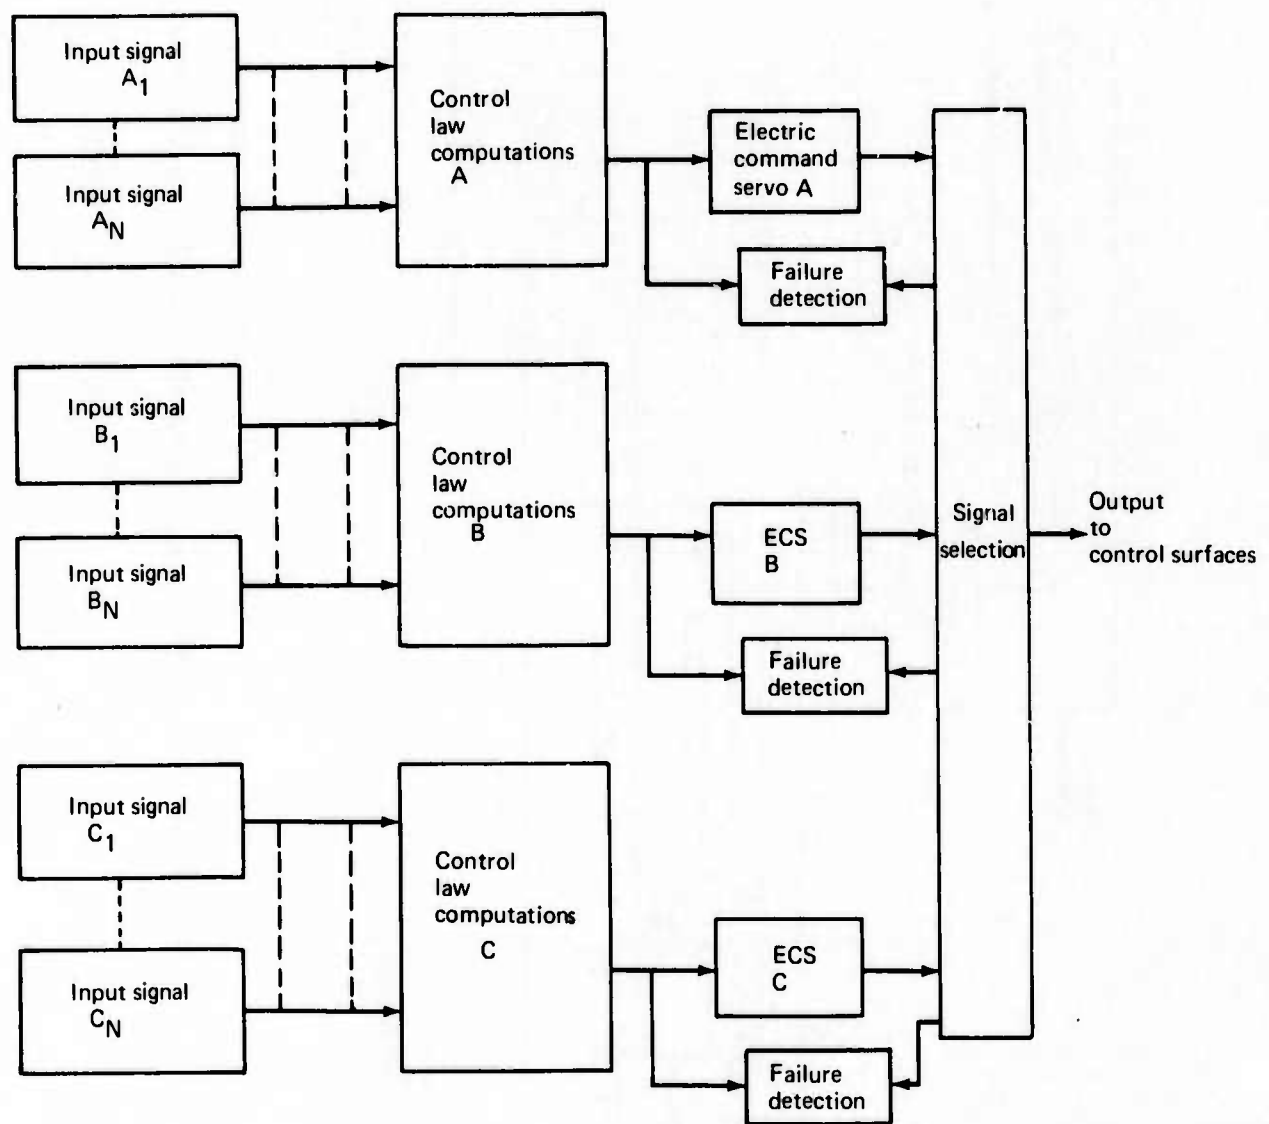 Input signal
A1
Input signal
AN
Control
law
computations
A
Electric
command
servo A
Failure
detection
Input signal
B1
Input signal
BN
Control
law
computations
B
ECS
B
Failure
detection
Signal
selection
Output
to
control surfaces
Input signal
C1
Input signal
CN
Control
law
computations
C
ECS
C
Failure
detection